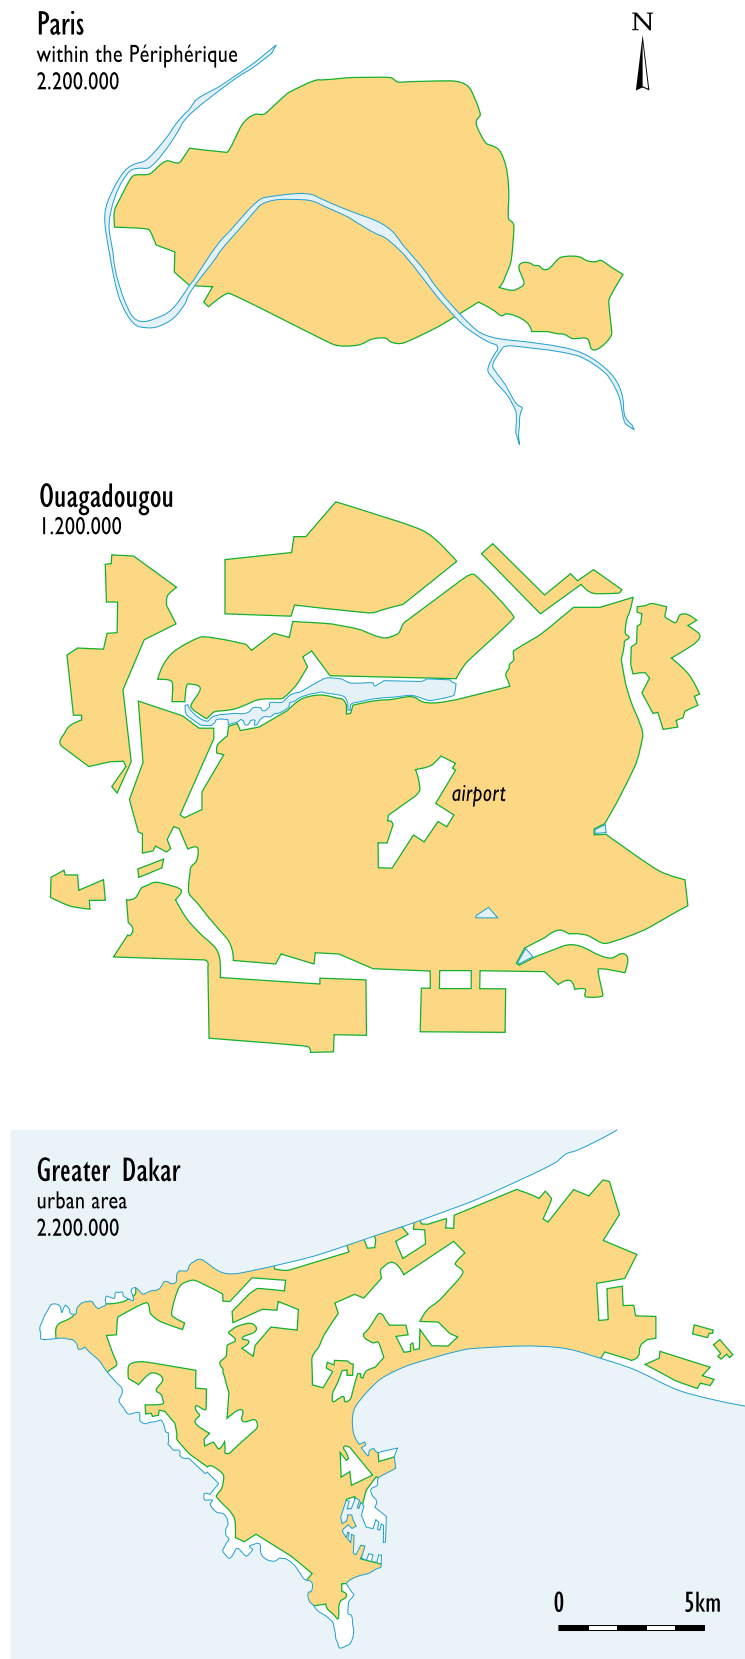 Paris
within the Périphérique
2.200.000
N
Ouagadougou
1.200.000
airport
Greater Dakar
urban area
2.200.000
0 5km